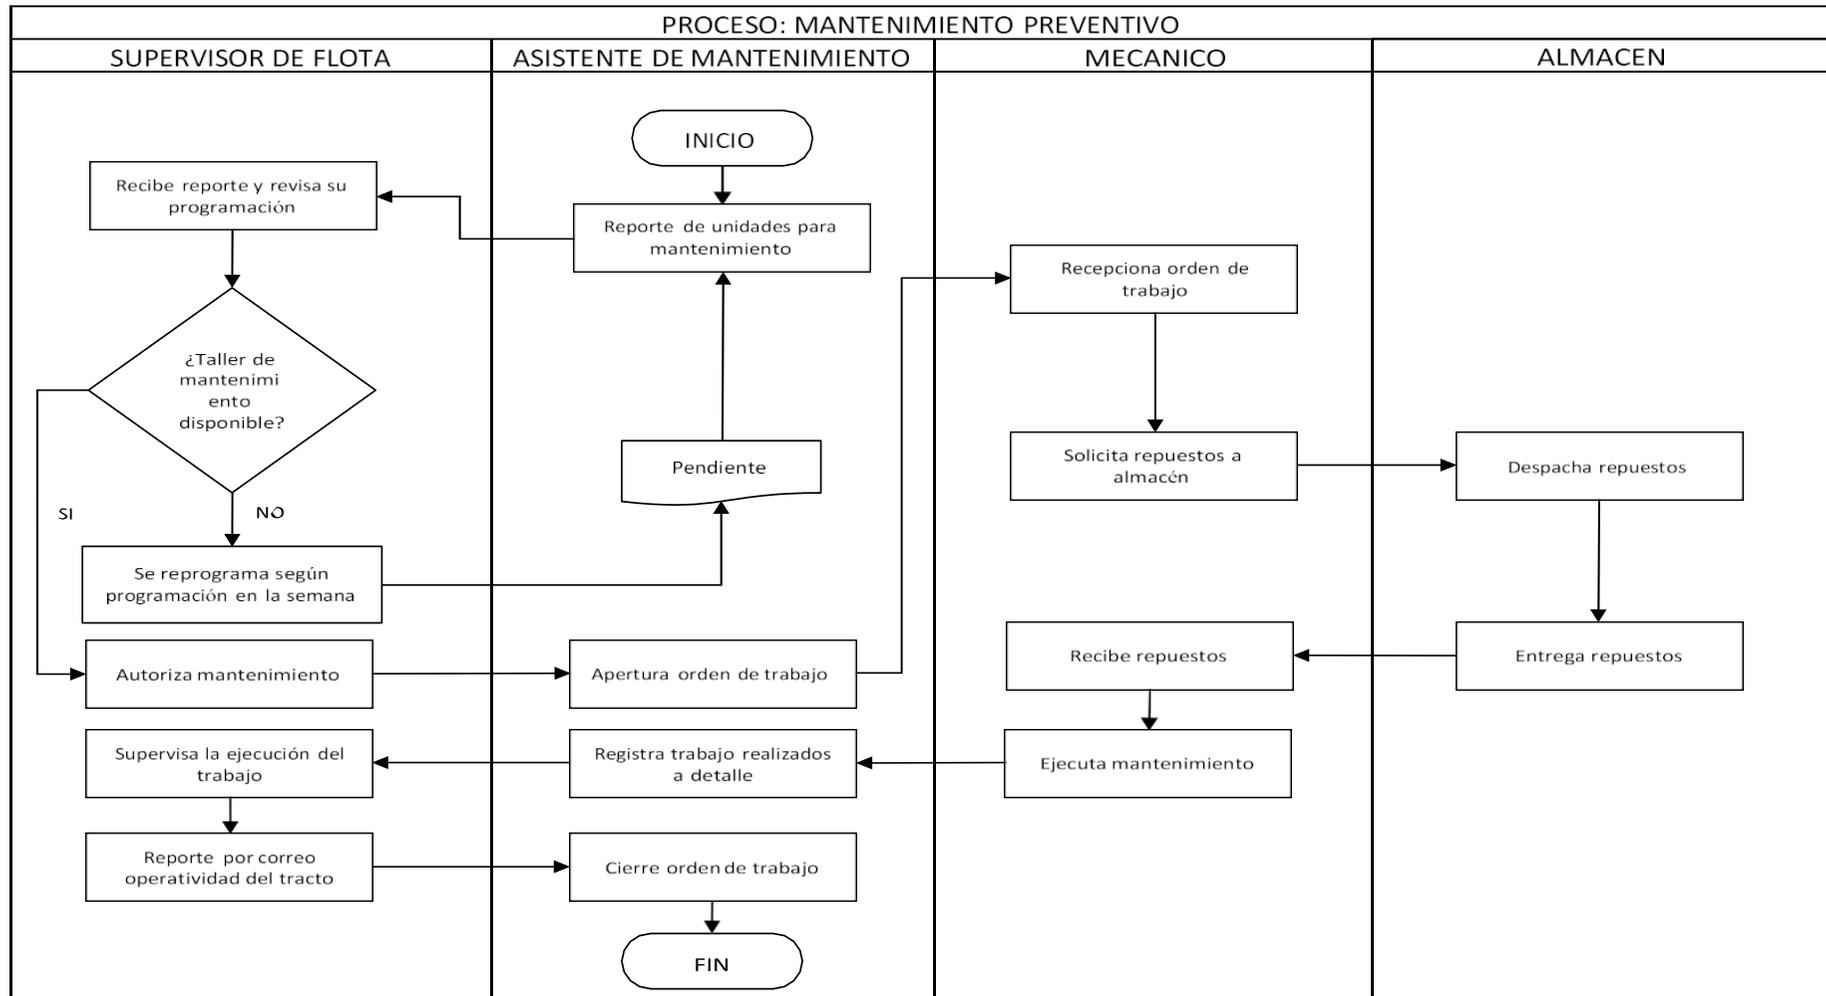 PROCESO: MANTENIMIENTO PREVENTIVO
SUPERVISOR DE FLOTA
ASISTENTE DE MANTENIMIENTO
MECANICO
ALMACEN
INICIO
Recibe reporte y revisa su
programación
Reporte de unidades para
mantenimiento
Recepciona orden de
trabajo
¿Taller de
mantenimi
ento
disponible?
Pendiente
Solicita repuestos a
almacén
Despacha repuestos
SI
NO
Se reprograma según
programación en la semana
Autoriza mantenimiento
Apertura orden de trabajo
Recibe repuestos
Entrega repuestos
Supervisa la ejecución del
trabajo
Registra trabajo realizados
a detalle
Ejecuta mantenimiento
Reporte por correo
operatividad del tracto
Cierre orden de trabajo
FIN